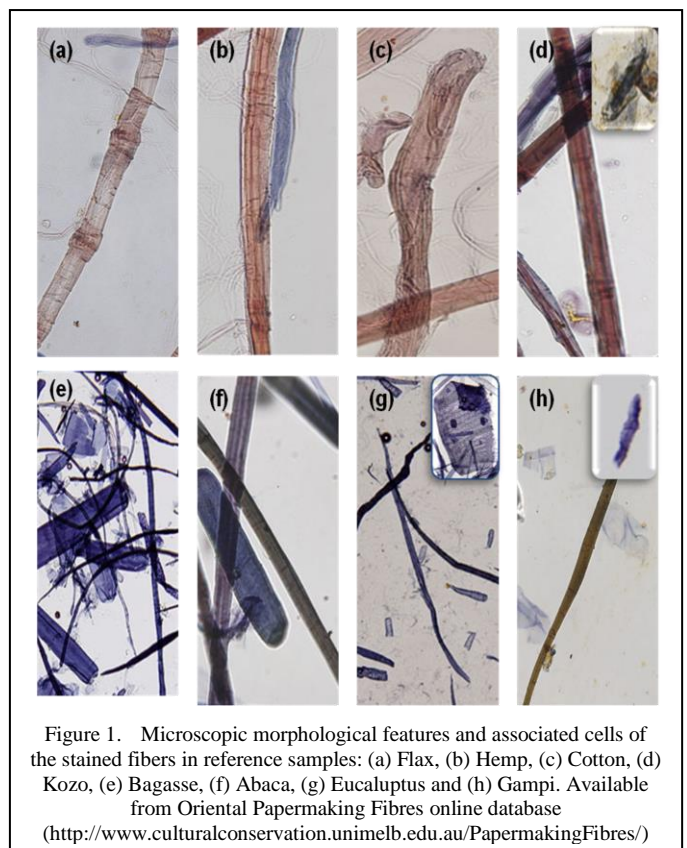 (a) (b) (c) (d)
(e) (f) (g) (h)
Figure 1. Microscopic morphological features and associated cells of
the stained fibers in reference samples: (a) Flax, (b) Hemp, (c) Cotton, (d)
Kozo, (e) Bagasse, (f) Abaca, (g) Eucaluptus and (h) Gampi. Available
from Oriental Papermaking Fibres online database
(http://www.culturalconservation.unimelb.edu.au/PapermakingFibres/)